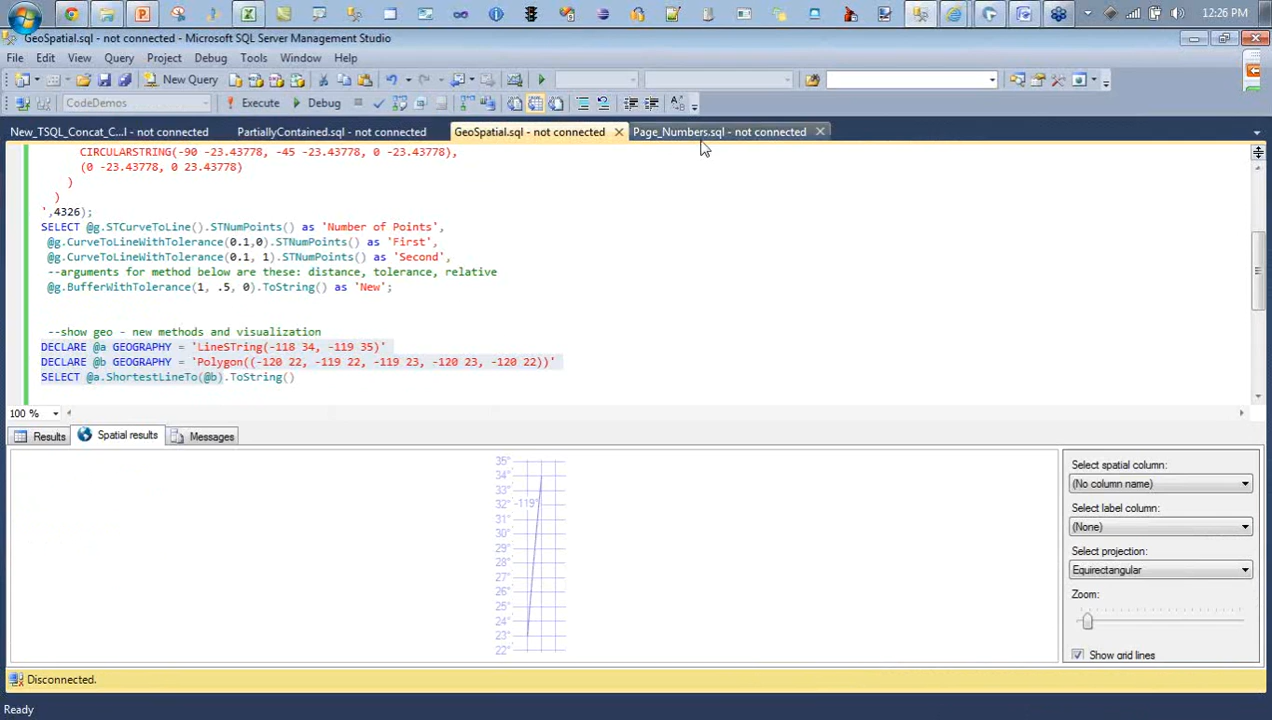 12:26 PM
GeoSpatial.sql - not connected - Microsoft SQL Server Management Studio
File Edit View Query Project Debug Tools Window Help
New Query
CodeDemos Execute Debug
New_TSQL_Concat_C...l - not connected PartiallyContained.sql - not connected GeoSpatial.sql - not connected Page_Numbers.sql - not connected
CIRCULARSTRING(-90 -23.43778, -45 -23.43778, 0 -23.43778),
(0 -23.43778, 0 23.43778)
)
)
',4326);
SELECT @g.STCurveToLine().STNumPoints() as 'Number of Points',
@g.CurveToLineWithTolerance(0.1,0).STNumPoints() as 'First',
@g.CurveToLineWithTolerance(0.1, 1).STNumPoints() as 'Second',
--arguments for method below are these: distance, tolerance, relative
@g.BufferWithTolerance(1, .5, 0).ToString() as 'New';
--show geo - new methods and visualization
DECLARE @a GEOGRAPHY = 'LineSTring(-118 34, -119 35)'
DECLARE @b GEOGRAPHY = 'Polygon((-120 22, -119 22, -119 23, -120 23, -120 22))'
SELECT @a.ShortestLineTo(@b).ToString()
100 %
Results Spatial results Messages
35°
34°
33°
32° -119°
31°
30°
29°
28°
27°
26°
25°
24°
23°
22°
Select spatial column:
(No column name)
Select label column:
(None)
Select projection:
Equirectangular
Zoom:
Show grid lines
Disconnected.
Ready